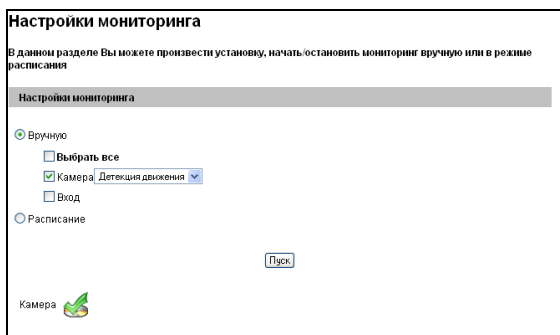 Настройки мониторинга
В данном разделе Вы можете произвести установку, начать/остановить мониторинг вручную или в режиме
расписания
Настройки мониторинга
Вручную
Выбрать все
Камера Детекция движения
Вход
Расписание
Пуск
Камера